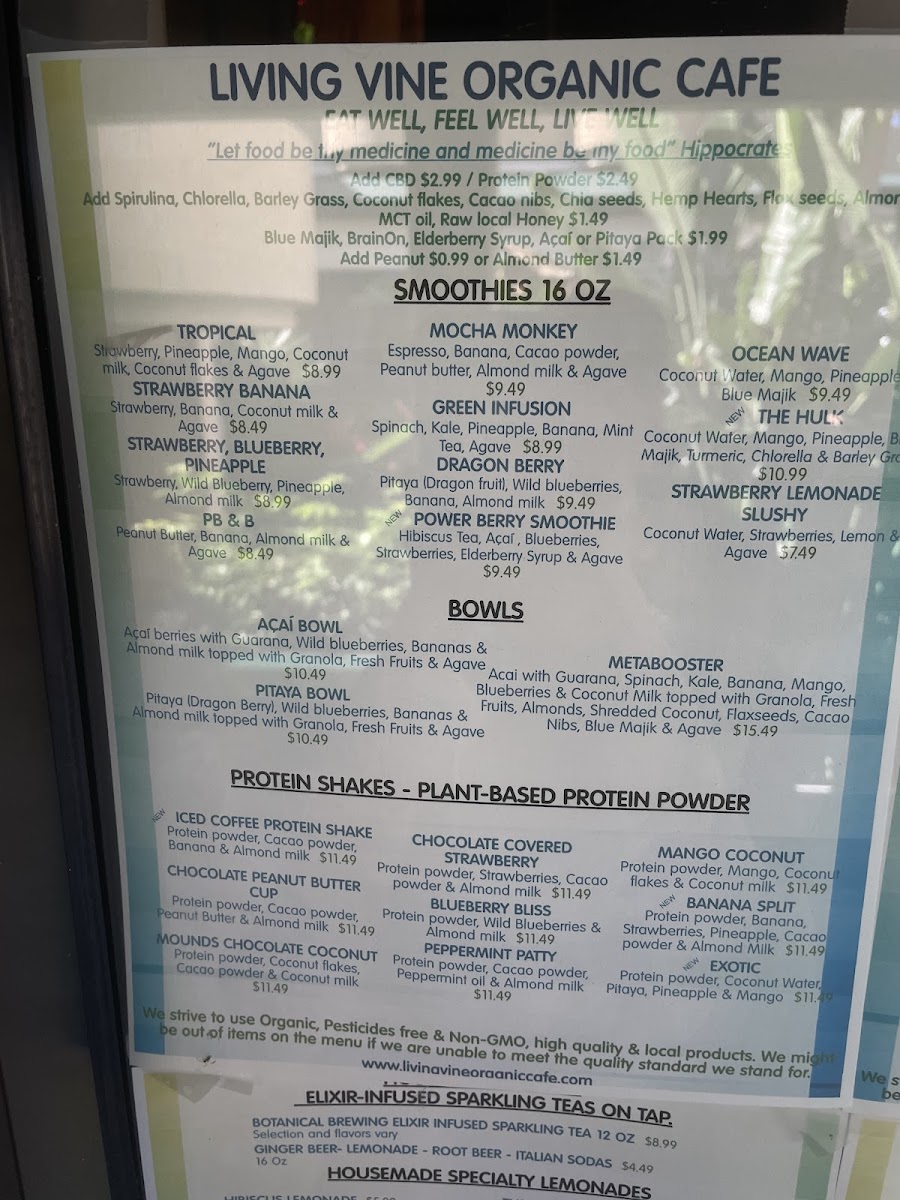 LIVING VINE ORGANIC CAFE
EAT WELL, FEEL WELL, LIVE WELL
"Let food be thy medicine and medicine be my food" Hippocrates
Add CBD $2.99 / Protein Powder $2.49
Add Spirulina, Chlorella, Barley Grass, Coconut flakes, Cacao nibs, Chia seeds, Hemp Hearts, Flax seeds, Almon
MCT oil, Raw local Honey $1.49
Blue Majik, BrainOn, Elderberry Syrup, Açaí or Pitaya Pack $1.99
Add Peanut $0.99 or Almond Butter $1.49
SMOOTHIES 16 OZ
TROPICAL
Strawberry, Pineapple, Mango, Coconut
milk, Coconut flakes & Agave $8.99
STRAWBERRY BANANA
Strawberry, Banana, Coconut milk &
Agave $8.49
STRAWBERRY, BLUEBERRY,
PINEAPPLE
Strawberry, Wild Blueberry, Pineapple,
Almond milk $8.99
PB & B
Peanut Butter, Banana, Almond milk &
Agave $8.49
MOCHA MONKEY
Espresso, Banana, Cacao powder,
Peanut butter, Almond milk & Agave
$9.49
GREEN INFUSION
Spinach, Kale, Pineapple, Banana, Mint
Tea, Agave $8.99
DRAGON BERRY
Pitaya (Dragon fruit), Wild blueberries,
Banana, Almond milk $9.49
NEW POWER BERRY SMOOTHIE
Hibiscus Tea, Açaí , Blueberries,
Strawberries, Elderberry Syrup & Agave
$9.49
OCEAN WAVE
Coconut Water, Mango, Pineapple
Blue Majik $9.49
NEW THE HULK
Coconut Water, Mango, Pineapple, B
Majik, Turmeric, Chlorella & Barley Gra
$10.99
STRAWBERRY LEMONADE
SLUSHY
Coconut Water, Strawberries, Lemon &
Agave $7.49
BOWLS
AÇAÍ BOWL
Açaí berries with Guarana, Wild blueberries, Bananas &
Almond milk topped with Granola, Fresh Fruits & Agave
$10.49
PITAYA BOWL
Pitaya (Dragon Berry), Wild blueberries, Bananas &
Almond milk topped with Granola, Fresh Fruits & Agave
$10.49
METABOOSTER
Acai with Guarana, Spinach, Kale, Banana, Mango,
Blueberries & Coconut Milk topped with Granola, Fresh
Fruits, Almonds, Shredded Coconut, Flaxseeds, Cacao
Nibs, Blue Majik & Agave $15.49
PROTEIN SHAKES - PLANT-BASED PROTEIN POWDER
NEW ICED COFFEE PROTEIN SHAKE
Protein powder, Cacao powder,
Banana & Almond milk $11.49
CHOCOLATE PEANUT BUTTER
CUP
Protein powder, Cacao powder,
Peanut Butter & Almond milk $11.49
MOUNDS CHOCOLATE COCONUT
Protein powder, Coconut flakes,
Cacao powder & Coconut milk
$11.49
CHOCOLATE COVERED
STRAWBERRY
Protein powder, Strawberries, Cacao
powder & Almond milk $11.49
BLUEBERRY BLISS
Protein powder, Wild Blueberries &
Almond milk $11.49
PEPPERMINT PATTY
Protein powder, Cacao powder,
Peppermint oil & Almond milk
$11.49
MANGO COCONUT
Protein powder, Mango, Coconut
flakes & Coconut milk $11.49
NEW BANANA SPLIT
Protein powder, Banana,
Strawberries, Pineapple, Cacao
powder & Almond Milk $11.49
NEW EXOTIC
Protein powder, Coconut Water,
Pitaya, Pineapple & Mango $11.49
We strive to use Organic, Pesticides free & Non-GMO, high quality & local products. We might
be out of items on the menu if we are unable to meet the quality standard we stand for.
www.livingvineorganiccafe.com
We s
be
ELIXIR-INFUSED SPARKLING TEAS ON TAP.
BOTANICAL BREWING ELIXIR INFUSED SPARKLING TEA 12 OZ $8.99
Selection and flavors vary
GINGER BEER- LEMONADE - ROOT BEER - ITALIAN SODAS $4.49
16 Oz
HOUSEMADE SPECIALTY LEMONADES
HIBISCUS LEMONADE